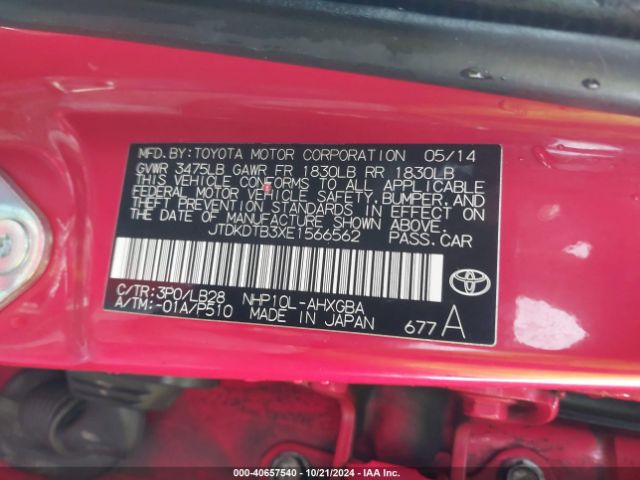 MFD.BY:TOYOTA MOTOR CORPORATION 05/14
GVWR 3475LB GAWR FR 1830LB RR 1830LB
THIS VEHICLE CONFORMS TO ALL APPLICABLE
FEDERAL MOTOR VEHICLE SAFETY, BUMPER, AND
THEFT PREVENTION STANDARDS IN EFFECT ON
THE DATE OF MANUFACTURE SHOWN ABOVE.
JTDKDTB3XE1566562 PASS.CAR
C/TR:3P0/LB28 NHP10L-AHXGBA
A/TM:-01A/P510 MADE IN JAPAN 677A
000-40657540 - 10/21/2024 - IAA Inc.